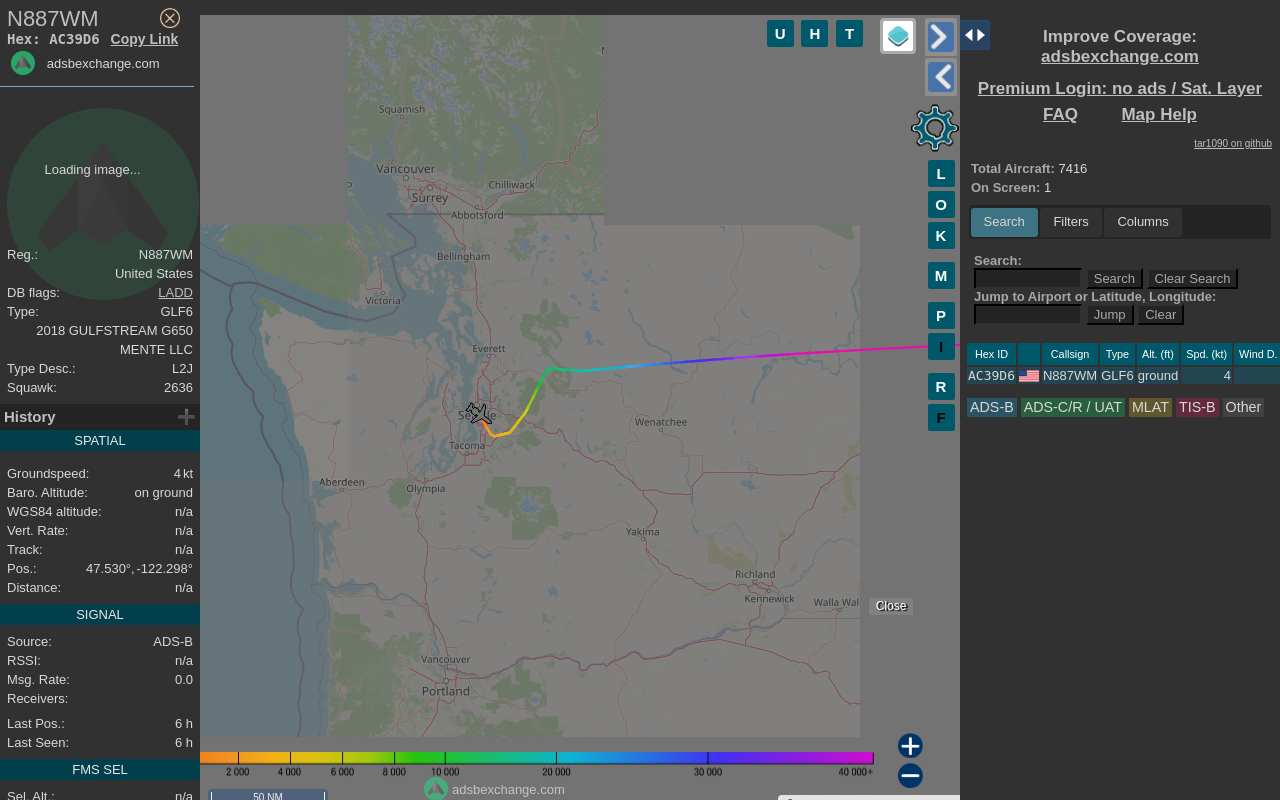 N887WM
Hex: AC39D6 Copy Link
adsbexchange.com
Loading image...
Reg.: N887WM
United States
DB flags: LADD
Type: GLF6
2018 GULFSTREAM G650
MENTE LLC
Type Desc.: L2J
Squawk: 2636
History
SPATIAL
Groundspeed: 4 kt
Baro. Altitude: on ground
WGS84 altitude: n/a
Vert. Rate: n/a
Track: n/a
Pos.: 47.530°, -122.298°
Distance: n/a
SIGNAL
Source: ADS-B
RSSI: n/a
Msg. Rate: 0.0
Receivers:
Last Pos.: 6 h
Last Seen: 6 h
FMS SEL
Sel. Alt.: n/a
U H T
Squamish
Vancouver
Surrey
Chilliwack
Abbotsford
Bellingham
Victoria
Everett
Wenatchee
Tacoma
Aberdeen
Olympia
Yakima
Richland
Kennewick
Walla Wal
Vancouver
Portland
L
O
K
M
P
I
R
F
Close
2 000 4 000 6 000 8 000 10 000 20 000 30 000 40 000+
adsbexchange.com
50 NM
Improve Coverage:
adsbexchange.com
Premium Login: no ads / Sat. Layer
FAQ Map Help
tar1090 on github
Total Aircraft: 7416
On Screen: 1
Search Filters Columns
Search:
Search Clear Search
Jump to Airport or Latitude, Longitude:
Jump Clear
Hex ID Callsign Type Alt. (ft) Spd. (kt) Wind D.
AC39D6 N887WM GLF6 ground 4
ADS-B ADS-C/R / UAT MLAT TIS-B Other